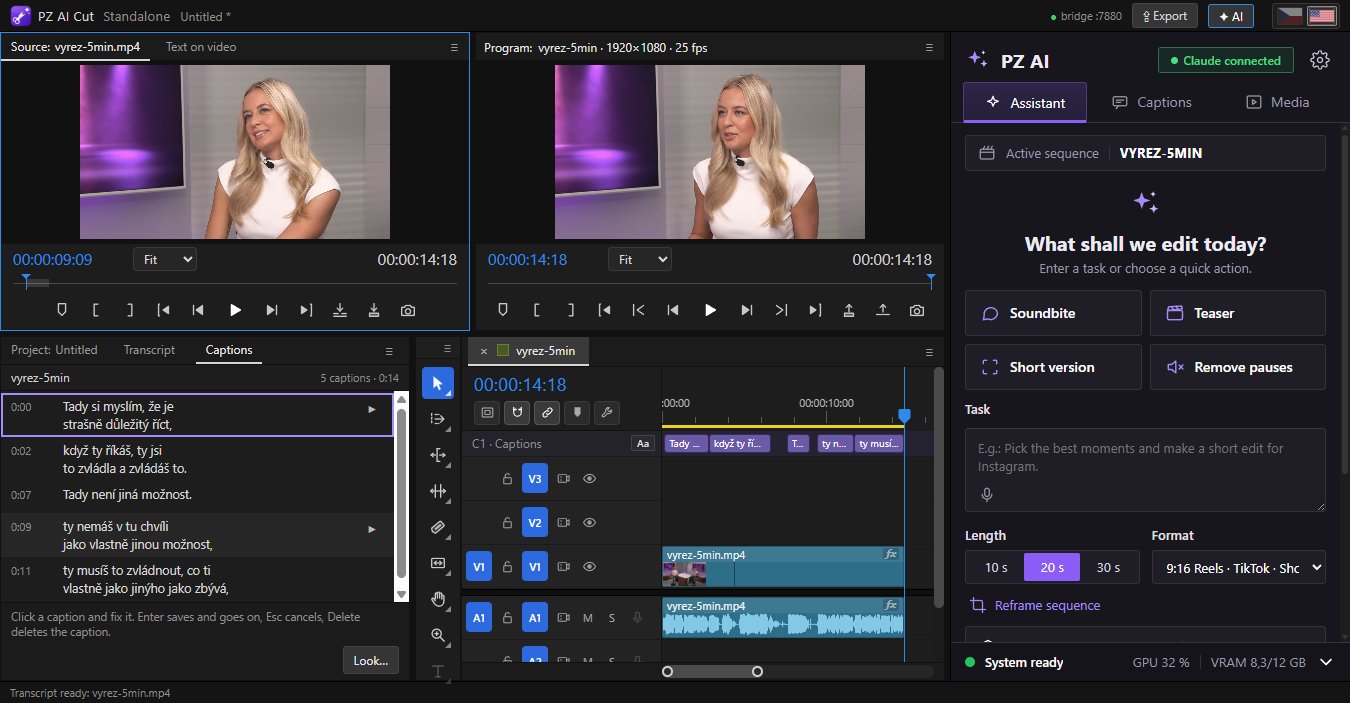 PZ AI Cut Standalone Untitled *
bridge :7880
Export
AI
Source: vyrez-5min.mp4
Text on video
00:00:09:09
Fit
00:00:14:18
Program: vyrez-5min · 1920×1080 · 25 fps
00:00:14:18
Fit
00:00:14:18
Project: Untitled
Transcript
Captions
vyrez-5min
5 captions · 0:14
0:00
Tady si myslím, že je
strašně důležitý říct,
0:02
když ty říkáš, ty jsi
to zvládla a zvládáš to.
0:07
Tady není jiná možnost.
0:09
ty nemáš v tu chvíli
jako vlastně jinou možnost,
0:11
ty musíš to zvládnout, co ti
vlastně jako jinýho jako zbývá,
Click a caption and fix it. Enter saves and goes on, Esc cancels, Delete
deletes the caption.
Look...
× vyrez-5min
00:00:14:18
:00:00
00:00:10:00
C1 · Captions
Aa
Tady ...
když ty ří...
T...
ty n...
ty musí...
V3
V2
V1
V1
vyrez-5min.mp4
fx
A1
A1
M
S
vyrez-5min.mp4
fx
A2
M
S
PZ AI
Claude connected
Assistant
Captions
Media
Active sequence
VYREZ-5MIN
What shall we edit today?
Enter a task or choose a quick action.
Soundbite
Teaser
Short version
Remove pauses
Task
E.g.: Pick the best moments and make a short edit for
Instagram.
Length
Format
10 s
20 s
30 s
9:16 Reels · TikTok · Sho
Reframe sequence
System ready
GPU 32 %
VRAM 8,3/12 GB
Transcript ready: vyrez-5min.mp4